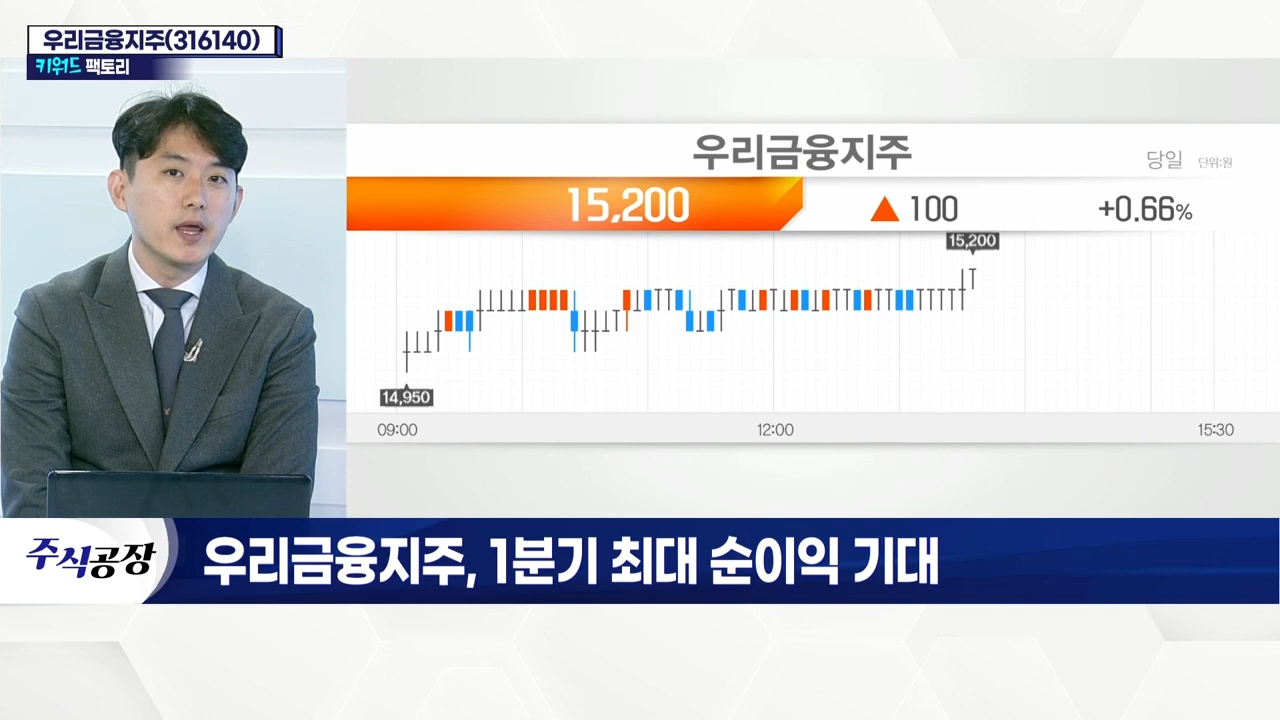 우리금융지주(316140)
키워드 팩토리
우리금융지주
당일 단위:원
15,200 ▲ 100 +0.66%
15,200
14,950
09:00 12:00 15:30
주식공장
우리금융지주, 1분기 최대 순이익 기대